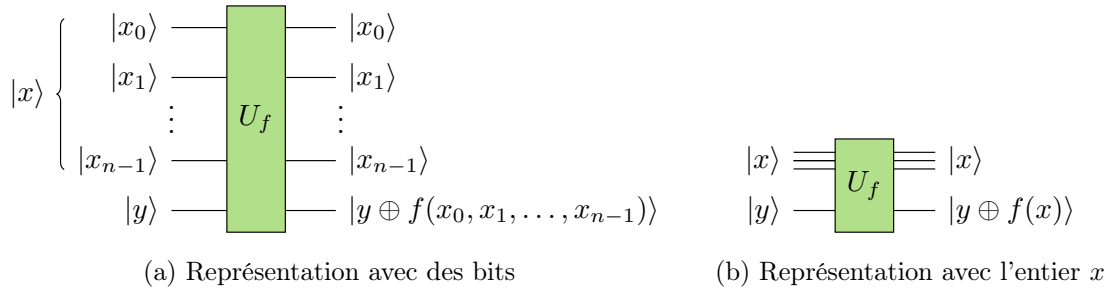 |x₀⟩ |x₀⟩
|x₁⟩ |x₁⟩
|x⟩ ⋮ U_f ⋮
|xₙ₋₁⟩ |xₙ₋₁⟩
|y⟩ |y ⊕ f(x₀, x₁, …, xₙ₋₁)⟩
(a) Représentation avec des bits
|x⟩ U_f |x⟩
|y⟩ |y ⊕ f(x)⟩
(b) Représentation avec l'entier x